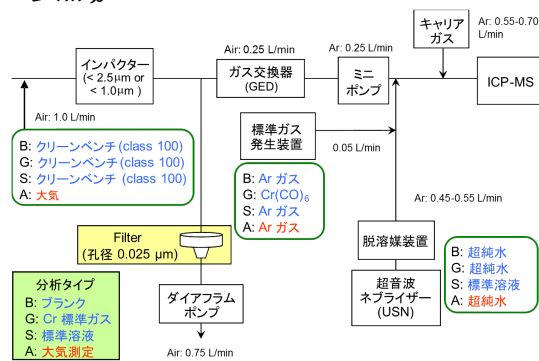 キャリア
ガス
Ar: 0.55-0.70
L/min
Air: 0.25 L/min
Ar: 0.25 L/min
インパクター
(< 2.5μm or
< 1.0μm )
ガス交換器
(GED)
ミニ
ポンプ
ICP-MS
Air: 1.0 L/min
標準ガス
発生装置
0.05 L/min
B: クリーンベンチ(class 100)
G: クリーンベンチ(class 100)
S: クリーンベンチ (class 100)
A: 大気
B: Ar ガス
G: Cr(CO)6
S: Ar ガス
A: Ar ガス
Ar: 0.45-0.55 L/min
Filter
(孔径 0.025 μm)
脱溶媒装置
超音波
ネブライザー
(USN)
B: 超純水
G: 超純水
S: 標準溶液
A: 超純水
分析タイプ
B: ブランク
G: Cr 標準ガス
S: 標準溶液
A: 大気測定
ダイアフラム
ポンプ
Air: 0.75 L/min